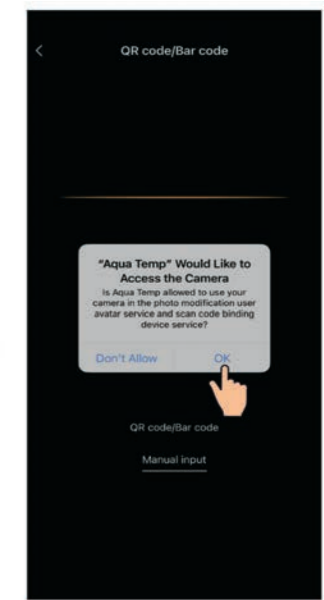 QR code/Bar code
"Aqua Temp" Would Like to
Access the Camera
Is Aqua Temp allowed to use your
camera in the photo modification user
avatar service and scan code binding
device service?
Don't Allow
OK
QR code/Bar code
Manual input